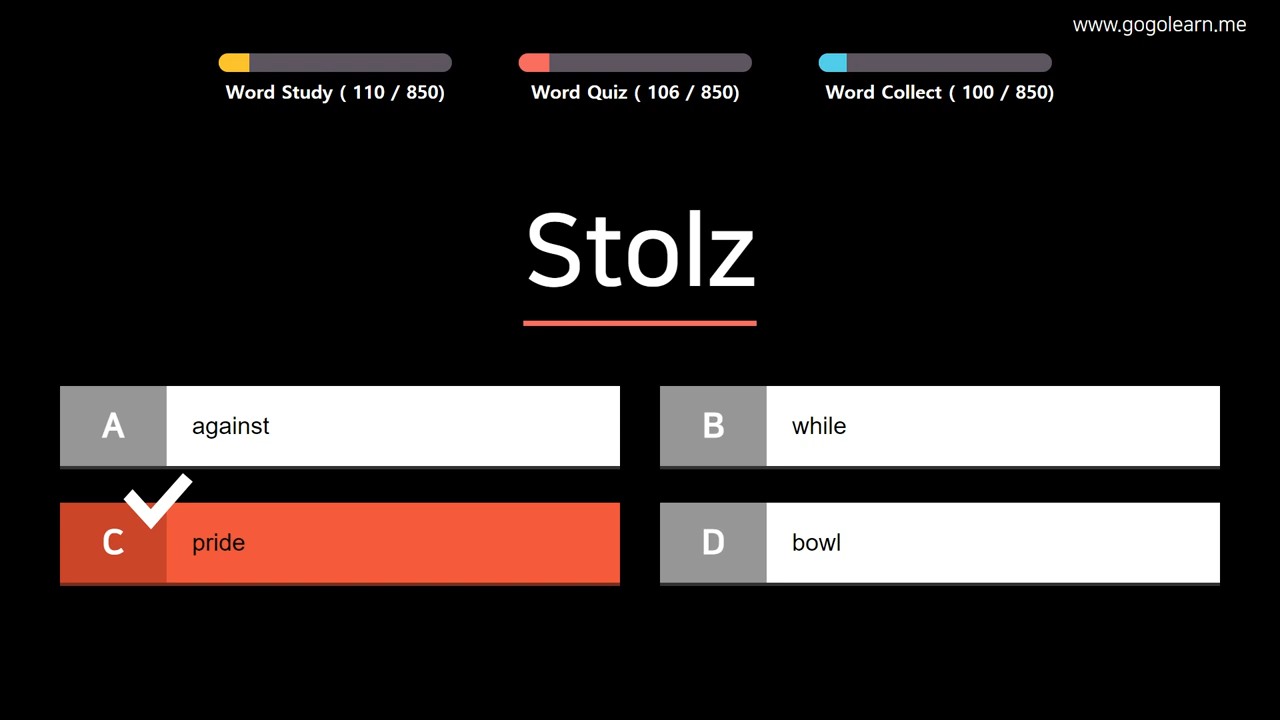 www.gogolearn.me
Word Study ( 110 / 850)
Word Quiz ( 106 / 850)
Word Collect ( 100 / 850)
Stolz
A against
B while
C pride
D bowl